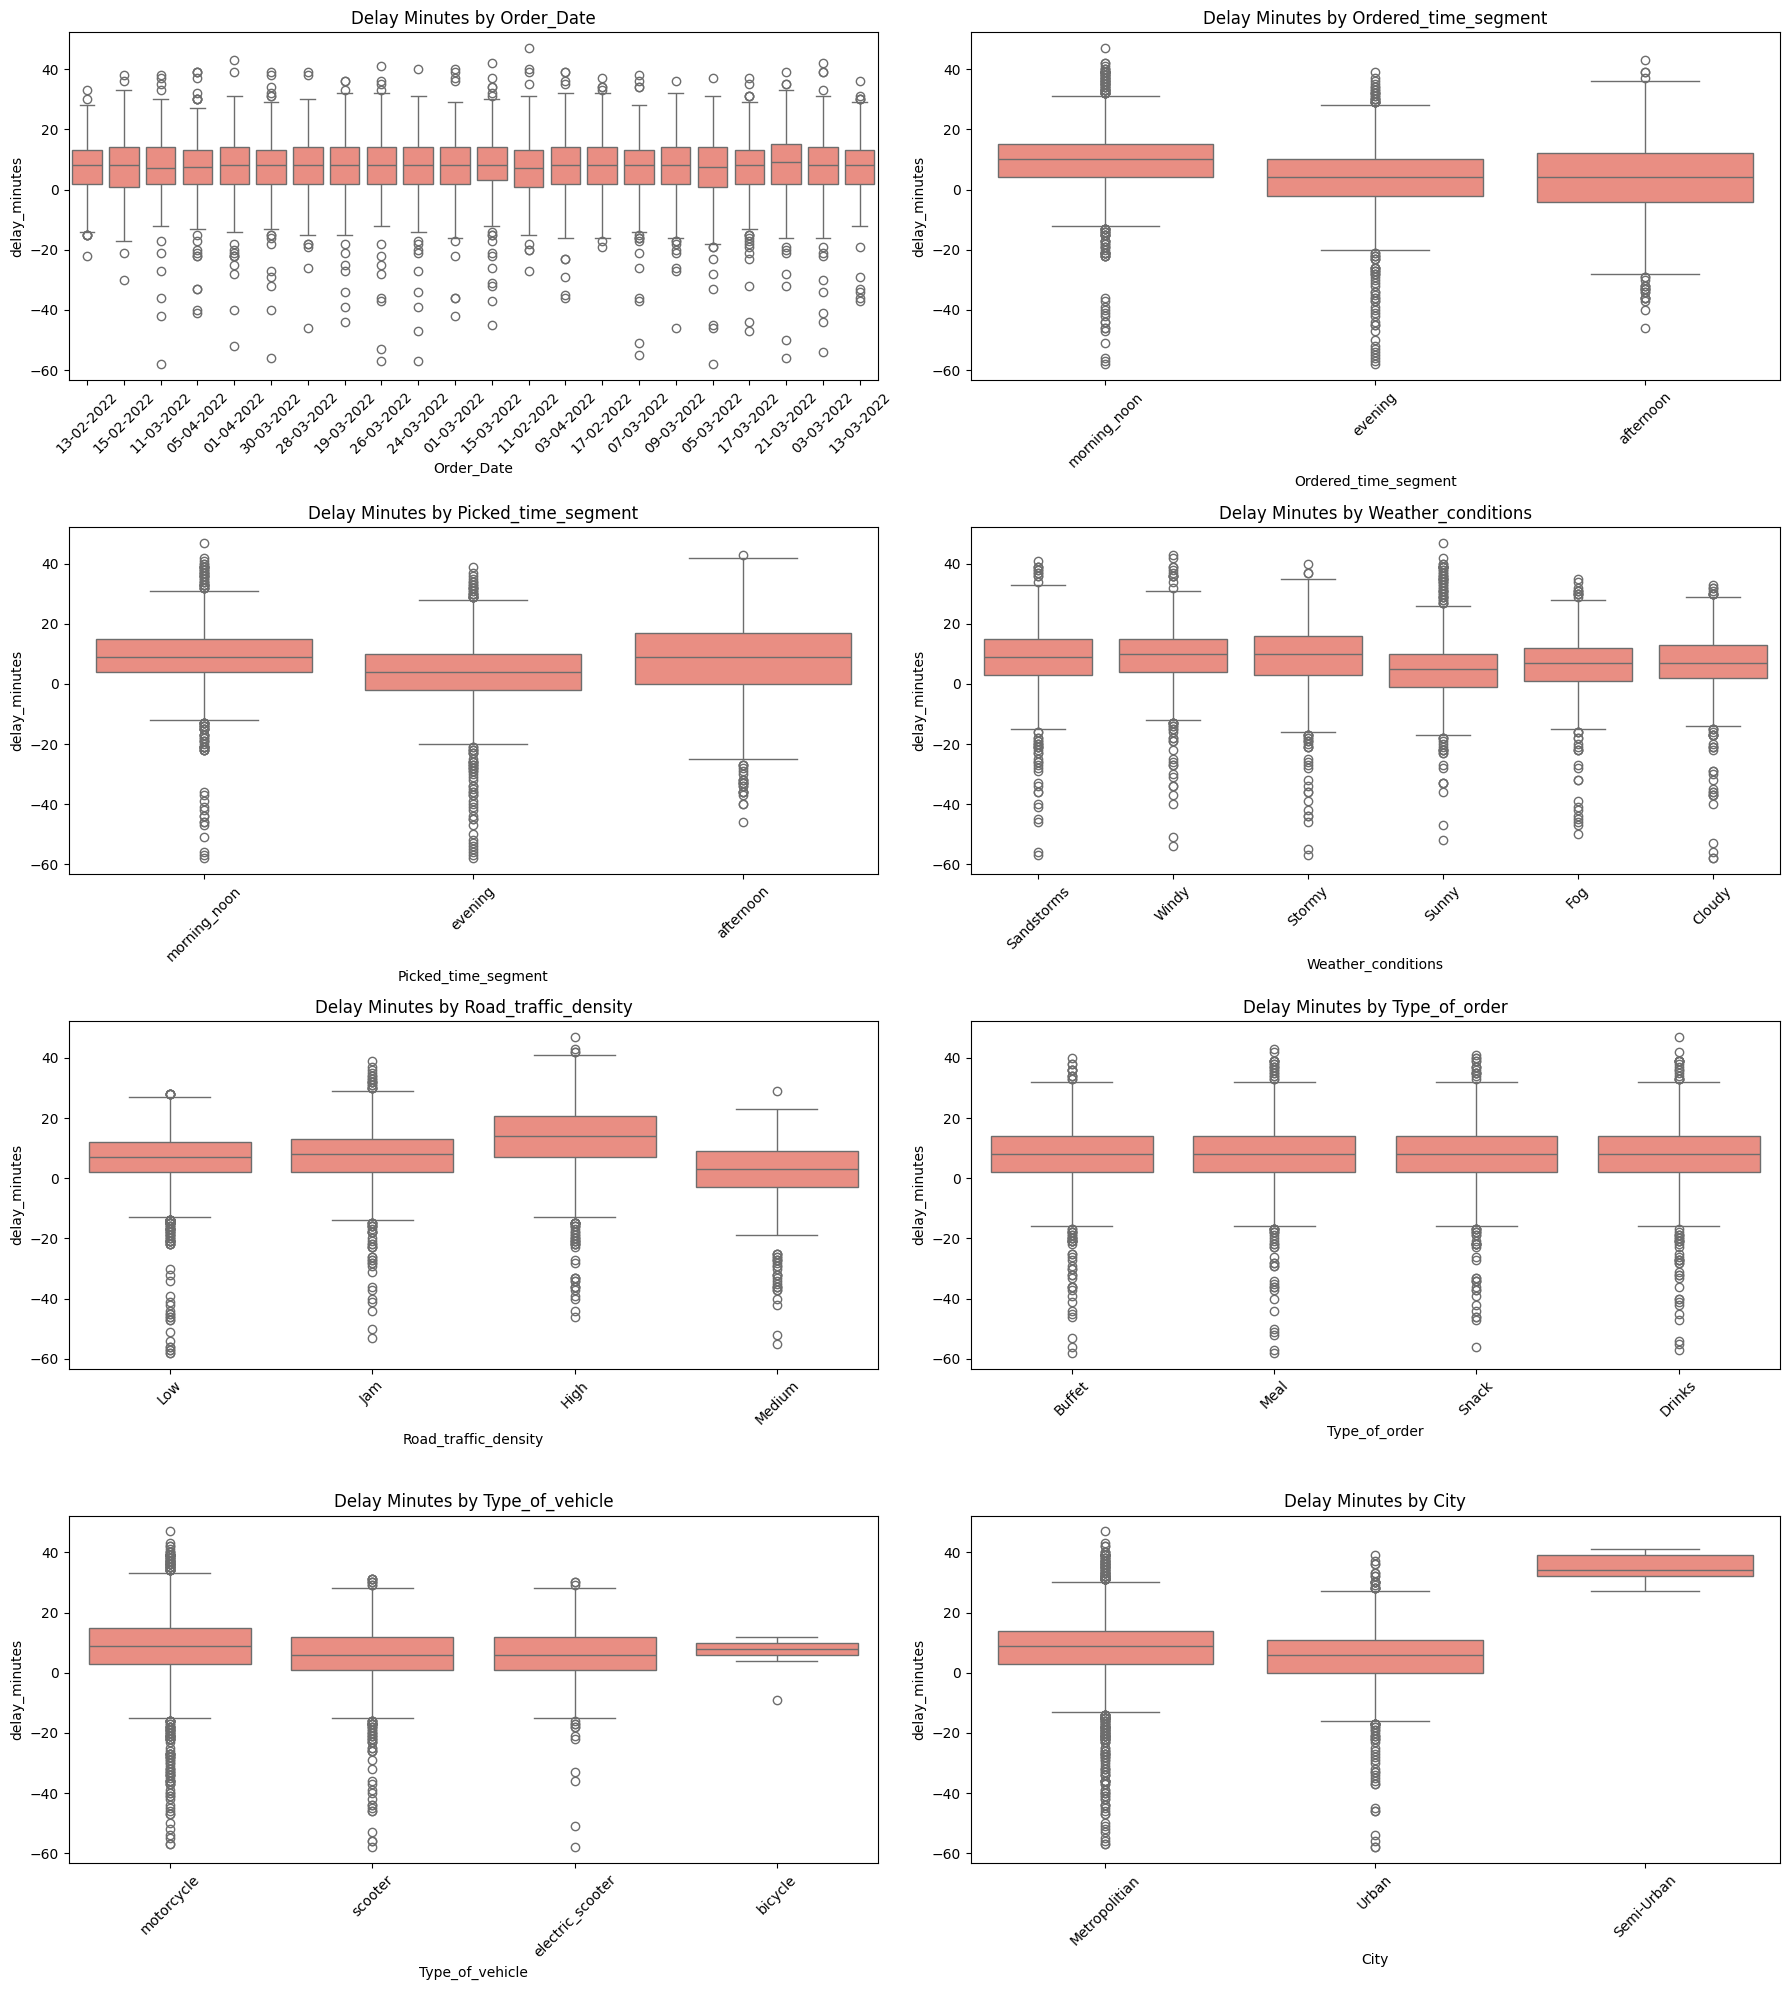 Delay Minutes by Order_Date
delay_minutes
40
20
0
−20
−40
−60
13-02-2022
15-02-2022
11-03-2022
05-04-2022
01-04-2022
30-03-2022
28-03-2022
19-03-2022
26-03-2022
24-03-2022
01-03-2022
15-03-2022
11-02-2022
03-04-2022
17-02-2022
07-03-2022
09-03-2022
05-03-2022
17-03-2022
21-03-2022
03-03-2022
13-03-2022
Order_Date
Delay Minutes by Ordered_time_segment
delay_minutes
40
20
0
−20
−40
−60
morning_noon
evening
afternoon
Ordered_time_segment
Delay Minutes by Picked_time_segment
delay_minutes
40
20
0
−20
−40
−60
morning_noon
evening
afternoon
Picked_time_segment
Delay Minutes by Weather_conditions
delay_minutes
40
20
0
−20
−40
−60
Sandstorms
Windy
Stormy
Sunny
Fog
Cloudy
Weather_conditions
Delay Minutes by Road_traffic_density
delay_minutes
40
20
0
−20
−40
−60
Low
Jam
High
Medium
Road_traffic_density
Delay Minutes by Type_of_order
delay_minutes
40
20
0
−20
−40
−60
Buffet
Meal
Snack
Drinks
Type_of_order
Delay Minutes by Type_of_vehicle
delay_minutes
40
20
0
−20
−40
−60
motorcycle
scooter
electric_scooter
bicycle
Type_of_vehicle
Delay Minutes by City
delay_minutes
40
20
0
−20
−40
−60
Metropolitian
Urban
Semi-Urban
City